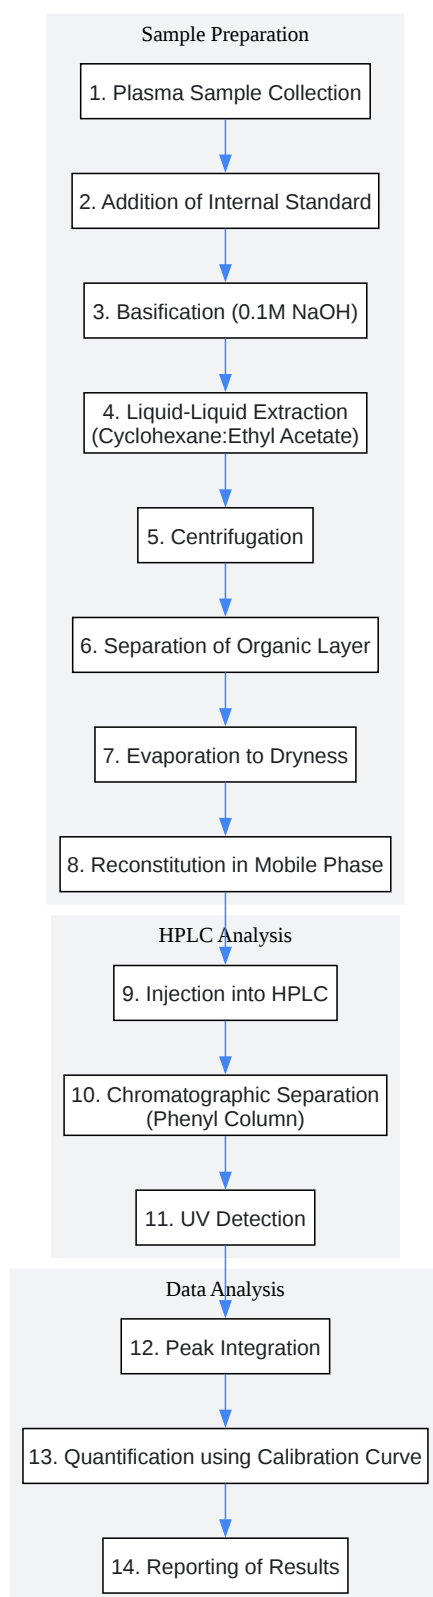 Sample Preparation
1. Plasma Sample Collection
2. Addition of Internal Standard
3. Basification (0.1M NaOH)
4. Liquid-Liquid Extraction
(Cyclohexane:Ethyl Acetate)
5. Centrifugation
6. Separation of Organic Layer
7. Evaporation to Dryness
8. Reconstitution in Mobile Phase
HPLC Analysis
9. Injection into HPLC
10. Chromatographic Separation
(Phenyl Column)
11. UV Detection
Data Analysis
12. Peak Integration
13. Quantification using Calibration Curve
14. Reporting of Results